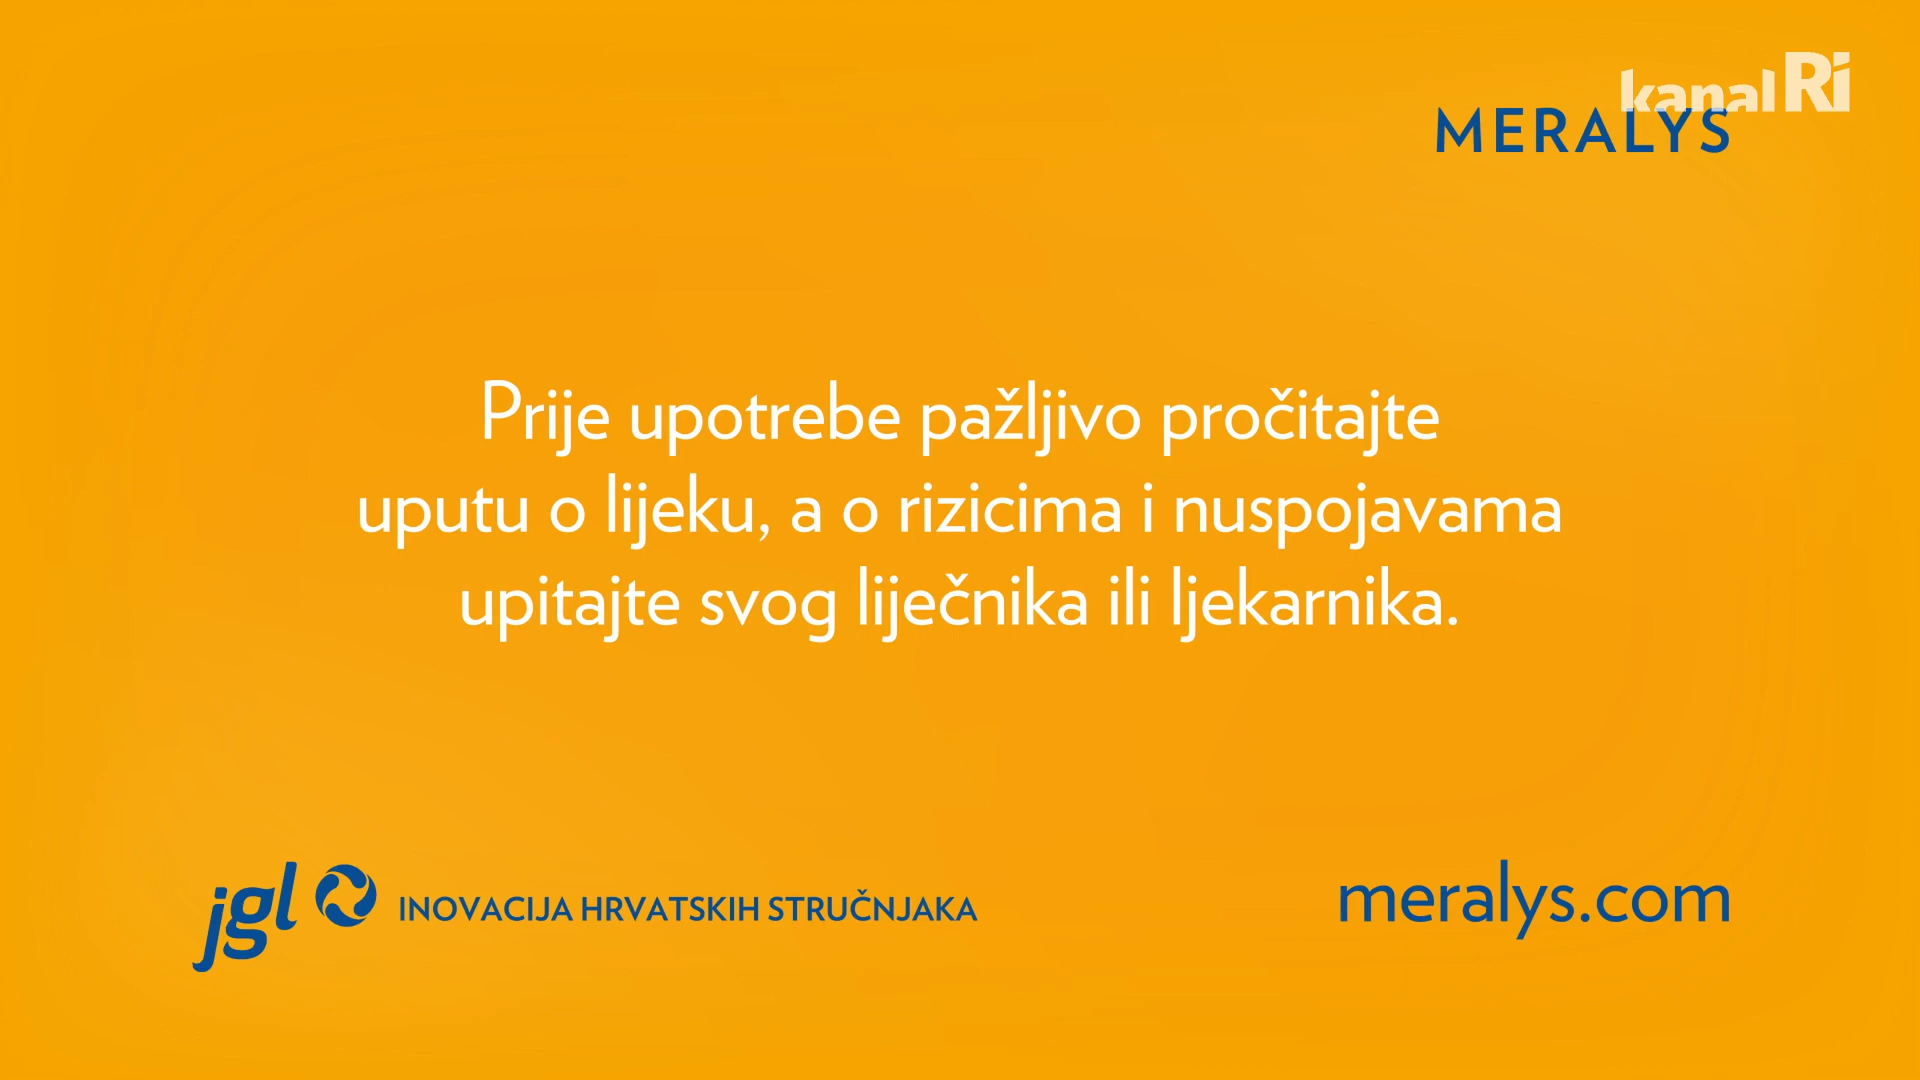 kanal Ri
MERALYS
Prije upotrebe pažljivo pročitajte
uputu o lijeku, a o rizicima i nuspojavama
upitajte svog liječnika ili ljekarnika.
jgl INOVACIJA HRVATSKIH STRUČNJAKA
meralys.com